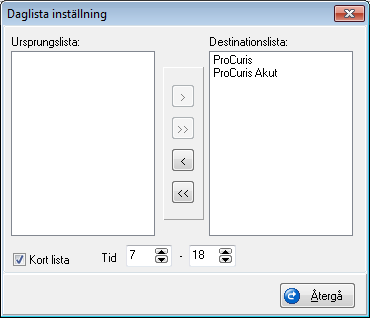 Daglista inställning
Ursprungslista:
Destinationslista:
ProCuris
ProCuris Akut
>
>>
<
<<
Kort lista
Tid 7 - 18
Återgå